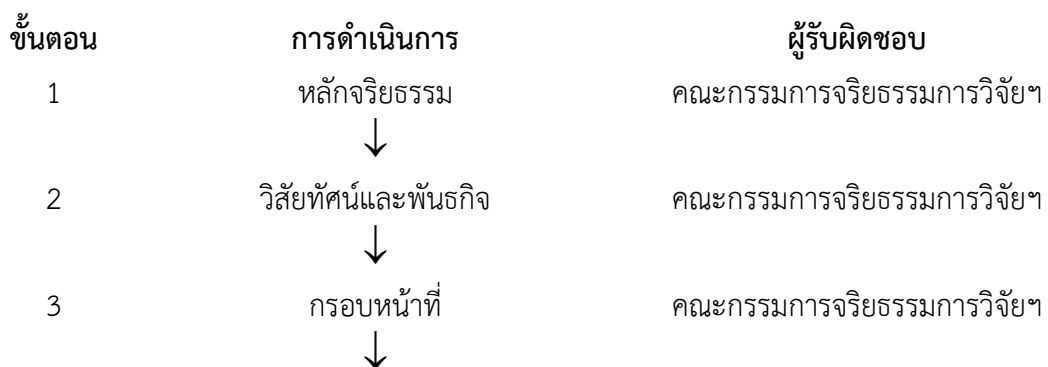 ขั้นตอน การดำเนินการ ผู้รับผิดชอบ
1 หลักจริยธรรม คณะกรรมการจริยธรรมการวิจัยฯ
↓
2 วิสัยทัศน์และพันธกิจ คณะกรรมการจริยธรรมการวิจัยฯ
↓
3 กรอบหน้าที่ คณะกรรมการจริยธรรมการวิจัยฯ
↓